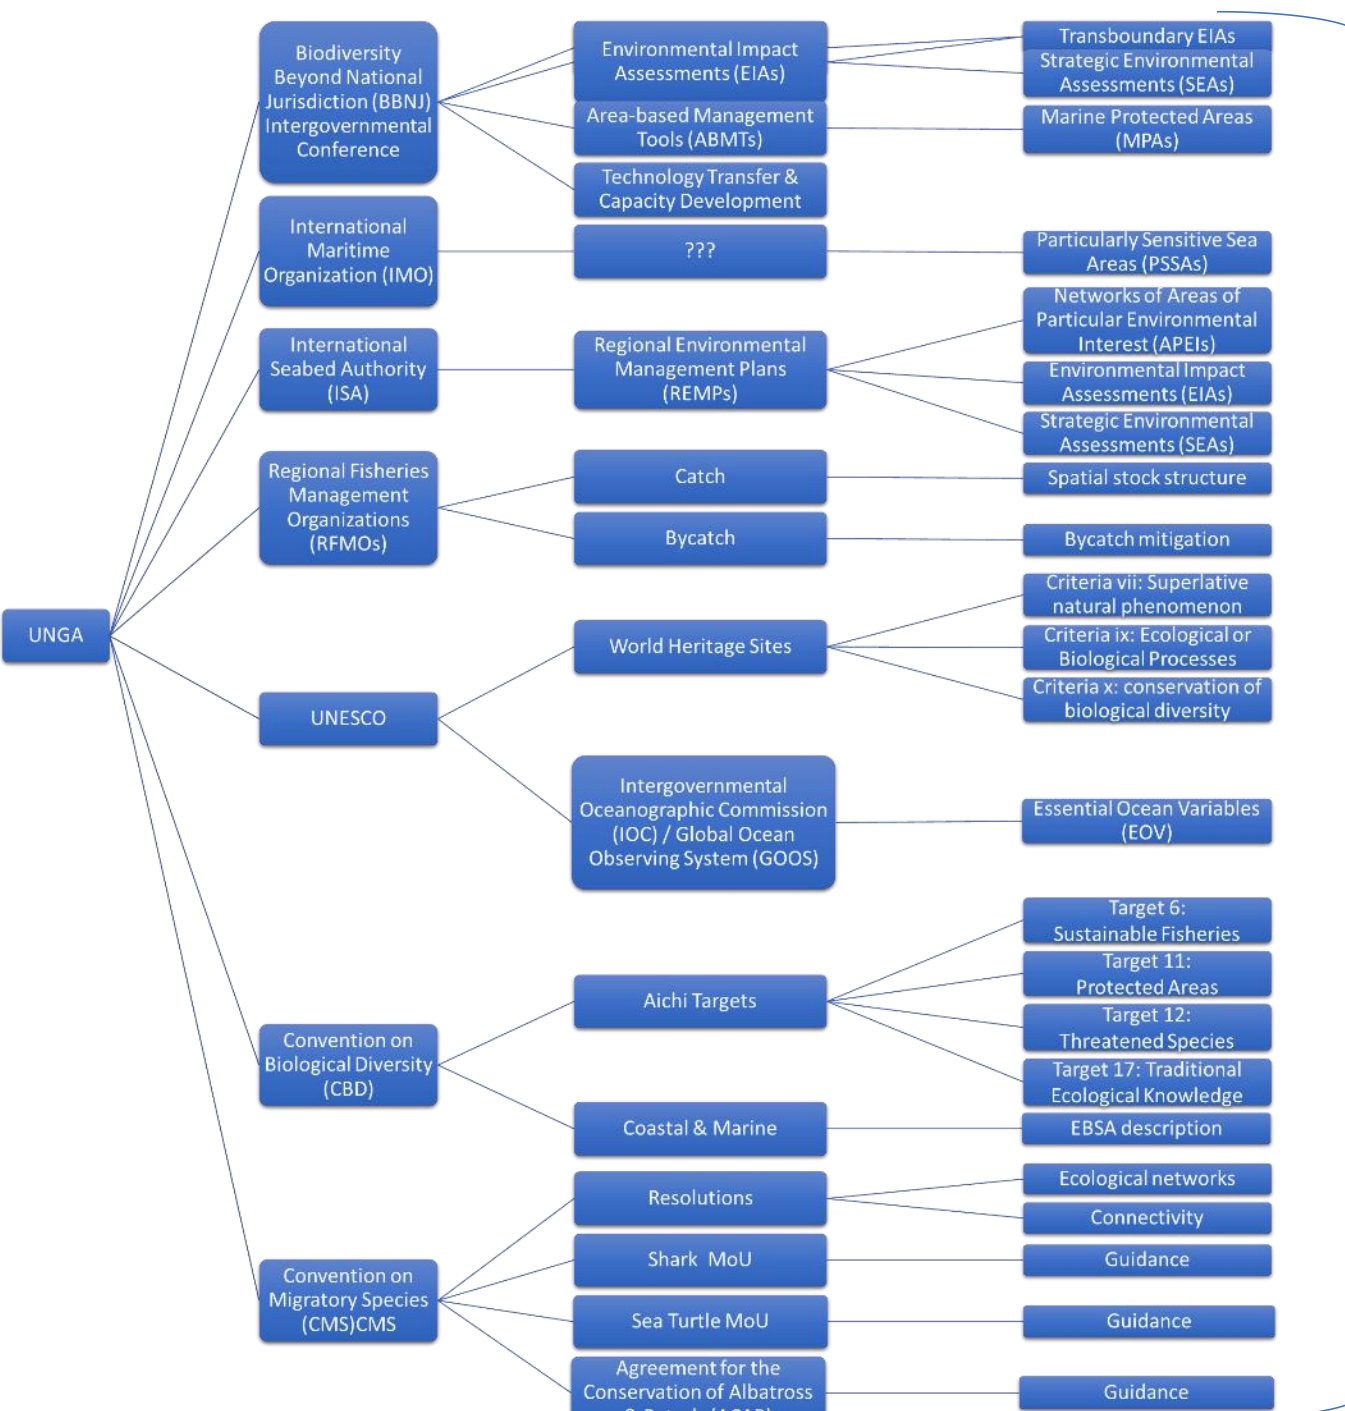 Biodiversity
Beyond National
Jurisdiction (BBNJ)
Intergovernmental
Conference
Environmental Impact
Assessments (EIAs)
Transboundary EIAs
Strategic Environmental
Assessments (SEAs)
Area-based Management
Tools (ABMTs)
Marine Protected Areas
(MPAs)
Technology Transfer &
Capacity Development
International
Maritime
Organization (IMO)
???
Particularly Sensitive Sea
Areas (PSSAs)
International
Seabed Authority
(ISA)
Regional Environmental
Management Plans
(REMPs)
Networks of Areas of
Particular Environmental
Interest (APEIs)
Environmental Impact
Assessments (EIAs)
Strategic Environmental
Assessments (SEAs)
Regional Fisheries
Management
Organizations
(RFMOs)
Catch
Spatial stock structure
Bycatch
Bycatch mitigation
UNGA
UNESCO
World Heritage Sites
Criteria vii: Superlative
natural phenomenon
Criteria ix: Ecological or
Biological Processes
Criteria x: conservation of
biological diversity
Intergovernmental
Oceanographic Commission
(IOC) / Global Ocean
Observing System (GOOS)
Essential Ocean Variables
(EOV)
Convention on
Biological Diversity
(CBD)
Aichi Targets
Target 6:
Sustainable Fisheries
Target 11:
Protected Areas
Target 12:
Threatened Species
Target 17: Traditional
Ecological Knowledge
Coastal & Marine
EBSA description
Convention on
Migratory Species
(CMS)CMS
Resolutions
Ecological networks
Connectivity
Shark MoU
Guidance
Sea Turtle MoU
Guidance
Agreement for the
Conservation of Albatross
Guidance